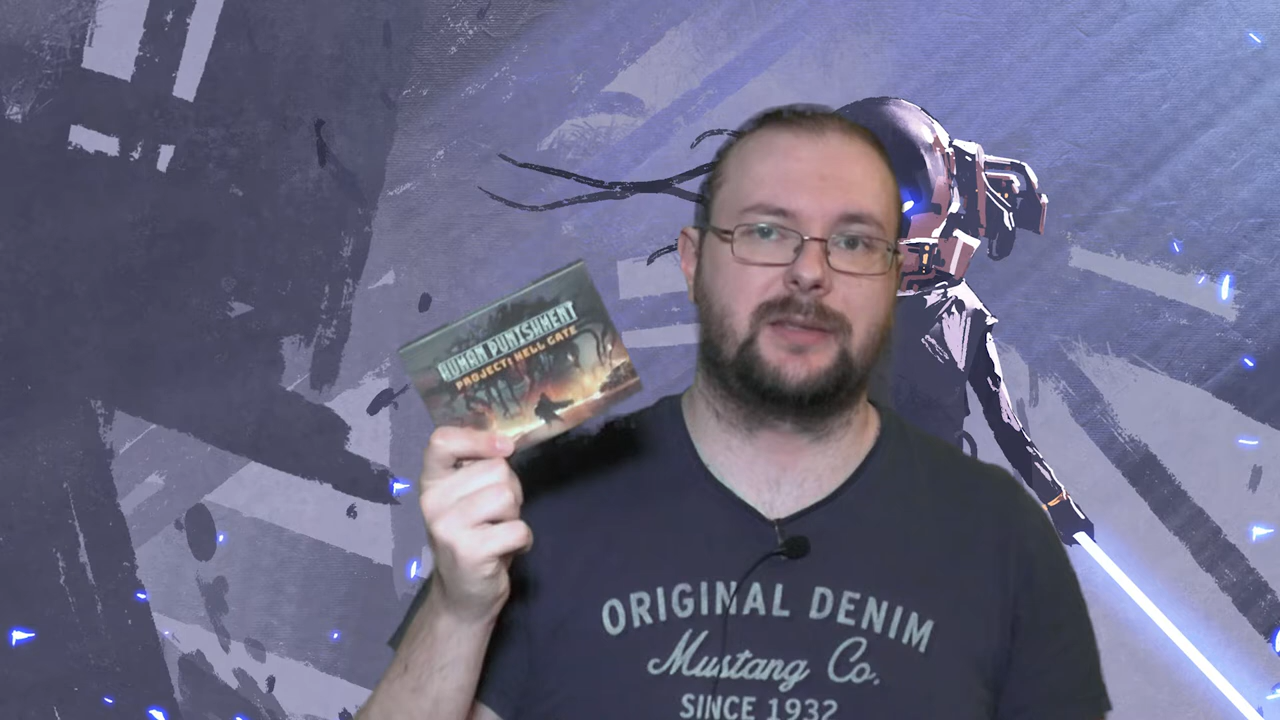 HUMAN PUNISHMENT
PROJECT: HELL GATE
ORIGINAL DENIM
Mustang Co.
SINCE 1932